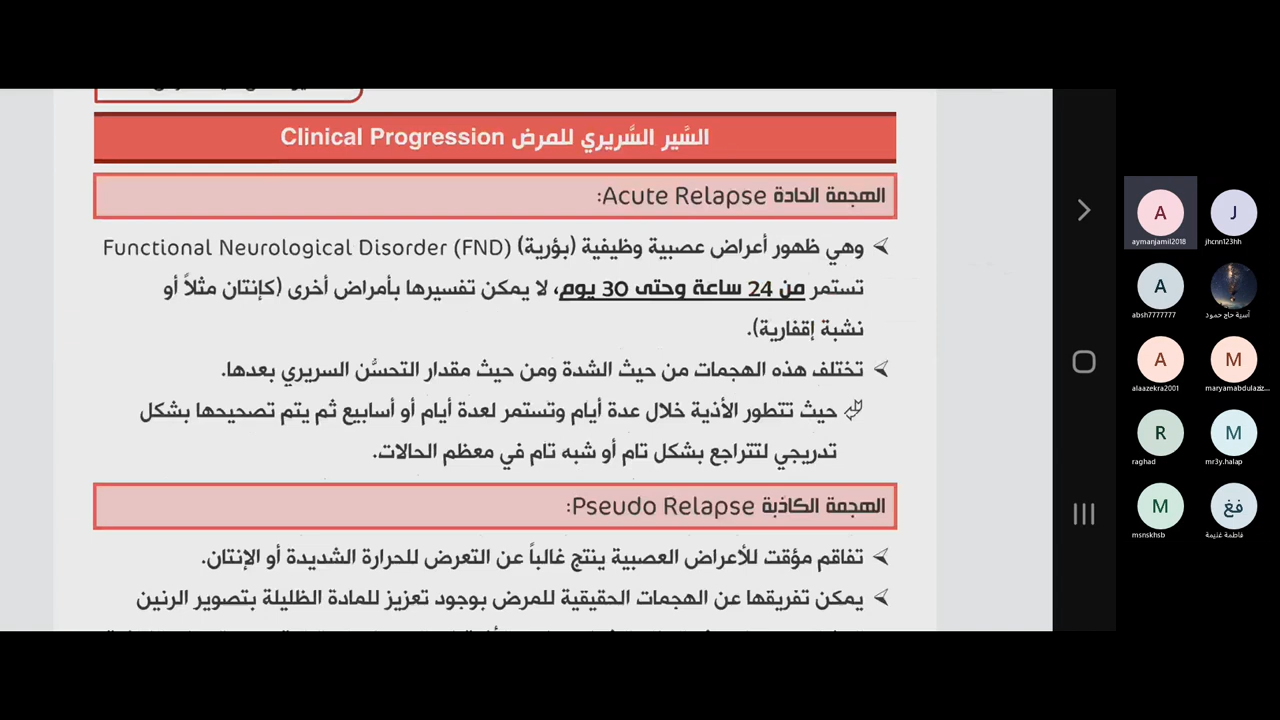 السَّير السَّريري للمرض Clinical Progression
الهجمة الحادة Acute Relapse:
وهي ظهور أعراض عصبية وظيفية (بؤرية) Functional Neurological Disorder (FND)
تستمر من 24 ساعة وحتى 30 يوم، لا يمكن تفسيرها بأمراض أخرى (كإنتان مثلاً أو
نشبة إقفارية).
تختلف هذه الهجمات من حيث الشدة ومن حيث مقدار التحسُّن السريري بعدها.
حيث تتطور الأذية خلال عدة أيام وتستمر لعدة أيام أو أسابيع ثم يتم تصحيحها بشكل
تدريجي لتتراجع بشكل تام أو شبه تام في معظم الحالات.
الهجمة الكاذبة Pseudo Relapse:
تفاقم مؤقت للأعراض العصبية ينتج غالباً عن التعرض للحرارة الشديدة أو الإنتان.
يمكن تفريقها عن الهجمات الحقيقية للمرض بوجود تعزيز للمادة الظليلة بتصوير الرنين
A
aymanjamil2018
J
jhcnn123hh
A
absh7777777
آسية حاج حمود
A
alaazekra2001
M
maryamabdulaziz...
R
raghad
M
mr3y.halap
M
msnskhsb
فغ
فاطمة غنيمة